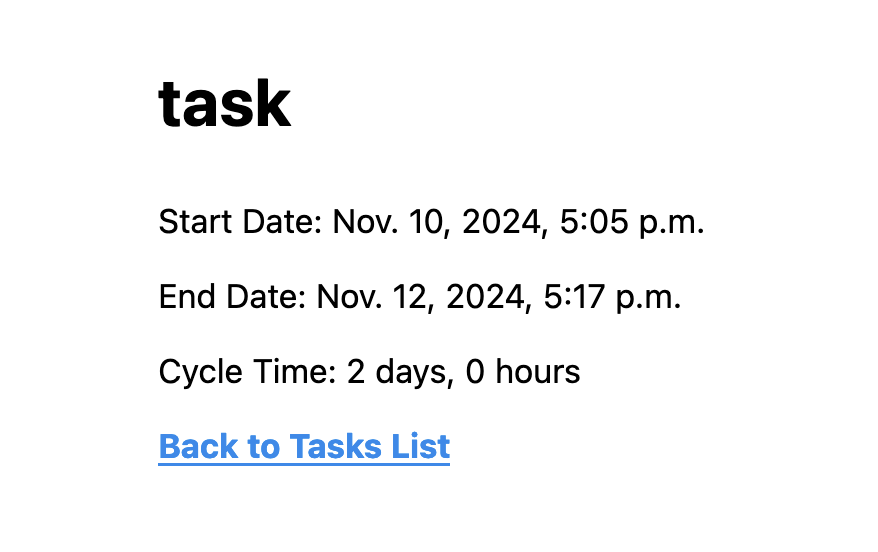 task
Start Date: Nov. 10, 2024, 5:05 p.m.
End Date: Nov. 12, 2024, 5:17 p.m.
Cycle Time: 2 days, 0 hours
Back to Tasks List